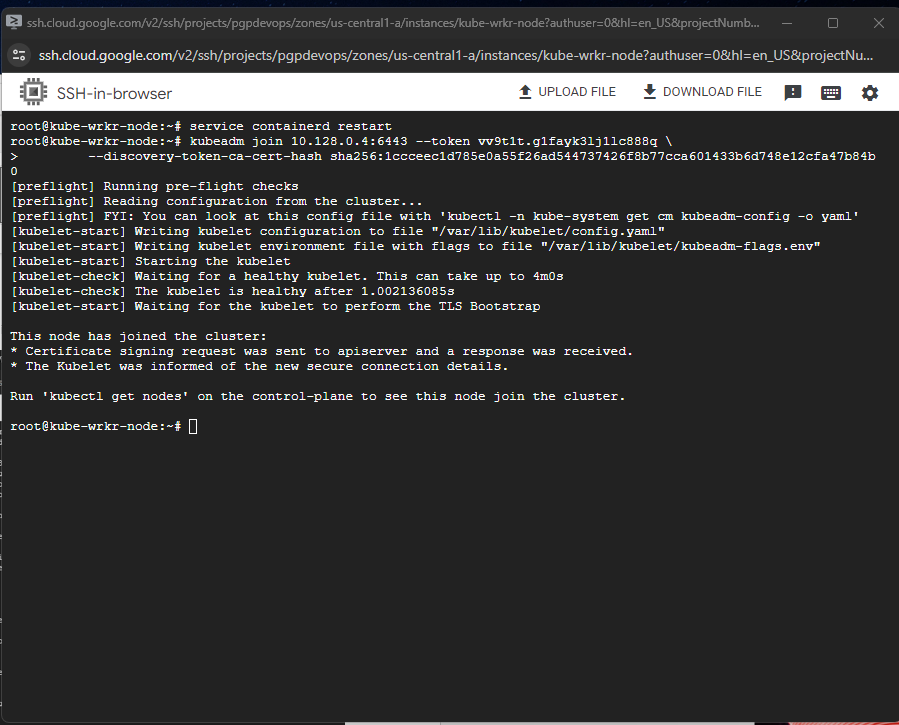 ssh.cloud.google.com/v2/ssh/projects/pgpdevops/zones/us-central1-a/instances/kube-wrkr-node?authuser=0&hl=en_US&projectNumb...
ssh.cloud.google.com/v2/ssh/projects/pgpdevops/zones/us-central1-a/instances/kube-wrkr-node?authuser=0&hl=en_US&projectNu...
SSH-in-browser
UPLOAD FILE
DOWNLOAD FILE
root@kube-wrkr-node:~# service containerd restart
root@kube-wrkr-node:~# kubeadm join 10.128.0.4:6443 --token vv9t1t.g1fayk3lj1lc888q \
>         --discovery-token-ca-cert-hash sha256:1ccceec1d785e0a55f26ad544737426f8b77cca601433b6d748e12cfa47b84b
0
[preflight] Running pre-flight checks
[preflight] Reading configuration from the cluster...
[preflight] FYI: You can look at this config file with 'kubectl -n kube-system get cm kubeadm-config -o yaml'
[kubelet-start] Writing kubelet configuration to file "/var/lib/kubelet/config.yaml"
[kubelet-start] Writing kubelet environment file with flags to file "/var/lib/kubelet/kubeadm-flags.env"
[kubelet-start] Starting the kubelet
[kubelet-check] Waiting for a healthy kubelet. This can take up to 4m0s
[kubelet-check] The kubelet is healthy after 1.002136085s
[kubelet-start] Waiting for the kubelet to perform the TLS Bootstrap
This node has joined the cluster:
* Certificate signing request was sent to apiserver and a response was received.
* The Kubelet was informed of the new secure connection details.
Run 'kubectl get nodes' on the control-plane to see this node join the cluster.
root@kube-wrkr-node:~#